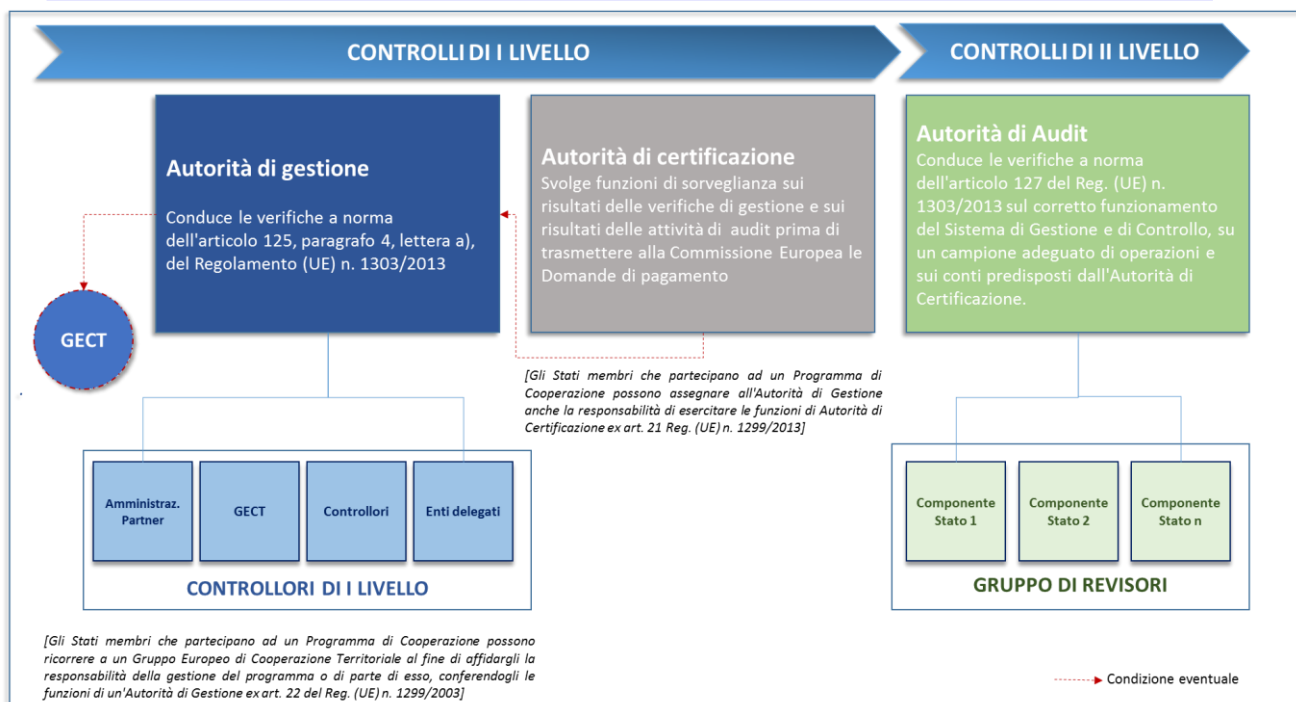 CONTROLLI DI I LIVELLO
CONTROLLI DI II LIVELLO
Autorità di gestione
Conduce le verifiche a norma
dell'articolo 125, paragrafo 4, lettera a),
del Regolamento (UE) n. 1303/2013
Autorità di certificazione
Svolge funzioni di sorveglianza sui
risultati delle verifiche di gestione e sui
risultati delle attività di audit prima di
trasmettere alla Commissione Europea le
Domande di pagamento
Autorità di Audit
Conduce le verifiche a norma
dell'articolo 127 del Reg. (UE) n.
1303/2013 sul corretto funzionamento
del Sistema di Gestione e di Controllo, su
un campione adeguato di operazioni e
sui conti predisposti dall'Autorità di
Certificazione.
GECT
[Gli Stati membri che partecipano ad un Programma di
Cooperazione possono assegnare all'Autorità di Gestione
anche la responsabilità di esercitare le funzioni di Autorità di
Certificazione ex art. 21 Reg. (UE) n. 1299/2013]
Amministraz.
Partner
GECT
Controllori
Enti delegati
CONTROLLORI DI I LIVELLO
Componente
Stato 1
Componente
Stato 2
Componente
Stato n
GRUPPO DI REVISORI
[Gli Stati membri che partecipano ad un Programma di Cooperazione possono
ricorrere a un Gruppo Europeo di Cooperazione Territoriale al fine di affidargli la
responsabilità della gestione del programma o di parte di esso, conferendogli le
funzioni di un'Autorità di Gestione ex art. 22 del Reg. (UE) n. 1299/2003]
Condizione eventuale